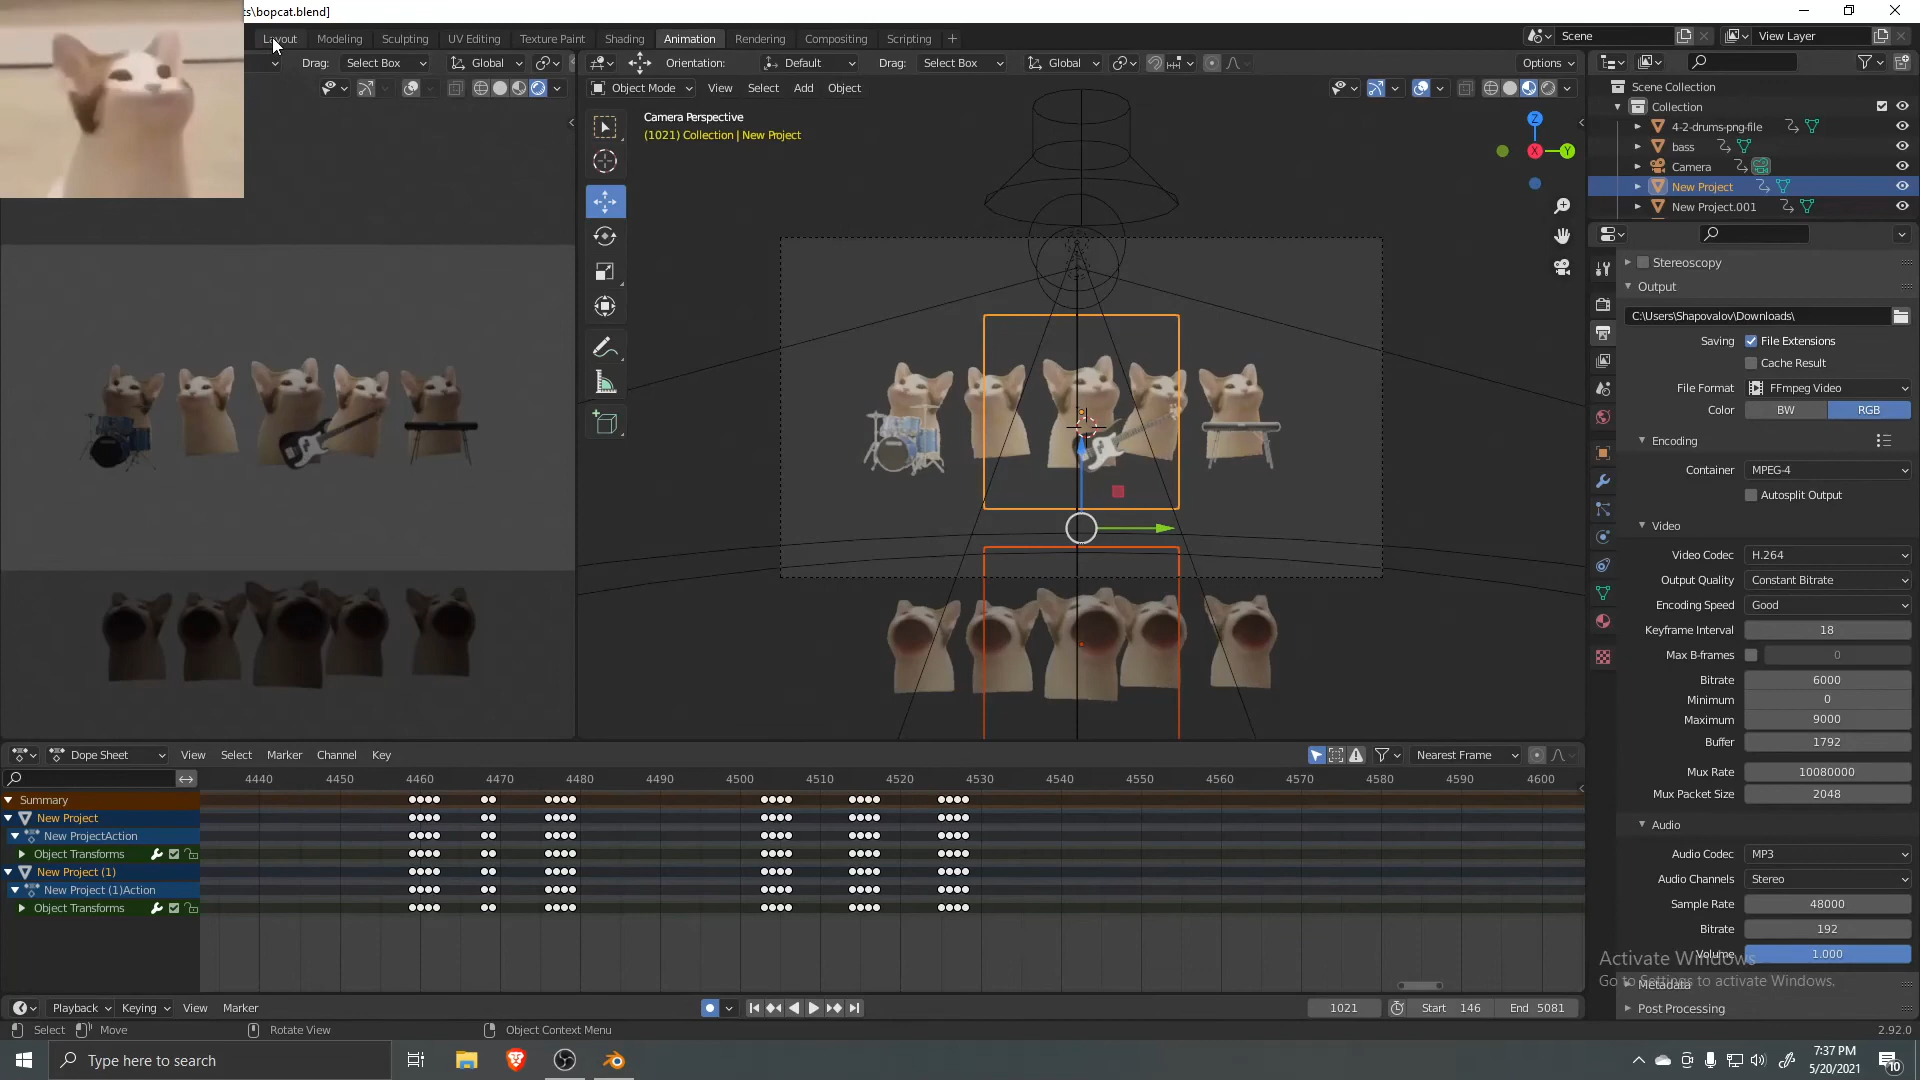 ts\bopcat.blend]
Layout Modeling Sculpting UV Editing Texture Paint Shading Animation Rendering Compositing Scripting
Scene View Layer
Drag: Select Box Global Orientation: Default Drag: Select Box Global Options
Object Mode View Select Add Object
Camera Perspective
(1021) Collection | New Project
Z
Y
X
Scene Collection
Collection
4-2-drums-png-file
bass
Camera
New Project
New Project.001
Stereoscopy
Output
C:\Users\Shapovalov\Downloads\
Saving File Extensions
Cache Result
File Format FFmpeg Video
Color BW RGB
Encoding
Container MPEG-4
Autosplit Output
Video
Video Codec H.264
Output Quality Constant Bitrate
Encoding Speed Good
Keyframe Interval 18
Max B-frames 0
Bitrate 6000
Minimum 0
Maximum 9000
Buffer 1792
Mux Rate 10080000
Mux Packet Size 2048
Audio
Audio Codec MP3
Audio Channels Stereo
Sample Rate 48000
Bitrate 192
Volume 1.000
Activate Windows
Go to Settings to activate Windows.
Metadata
Post Processing
Dope Sheet View Select Marker Channel Key Nearest Frame
4440 4450 4460 4470 4480 4490 4500 4510 4520 4530 4540 4550 4560 4570 4580 4590 4600
Summary
New Project
New ProjectAction
Object Transforms
New Project (1)
New Project (1)Action
Object Transforms
Playback Keying View Marker 1021 Start 146 End 5081
Select Move Rotate View Object Context Menu 2.92.0
Type here to search
7:37 PM
5/20/2021
10